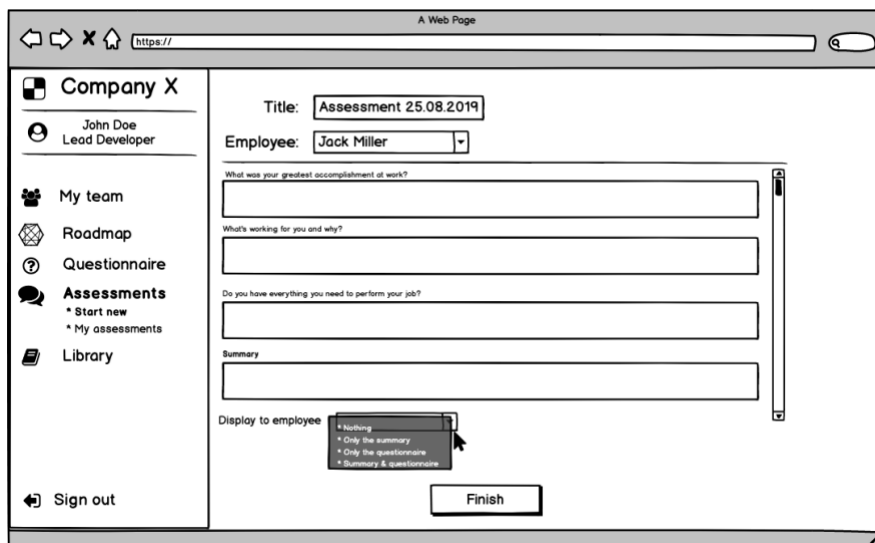 A Web Page
https://
Company X
John Doe
Lead Developer
My team
Roadmap
Questionnaire
Assessments
* Start new
* My assessments
Library
Sign out
Title: Assessment 25.08.2019
Employee: Jack Miller
What was your greatest accomplishment at work?
What's working for you and why?
Do you have everything you need to perform your job?
Summary
Display to employee
* Nothing
* Only the summary
* Only the questionnaire
* Summary & questionnaire
Finish